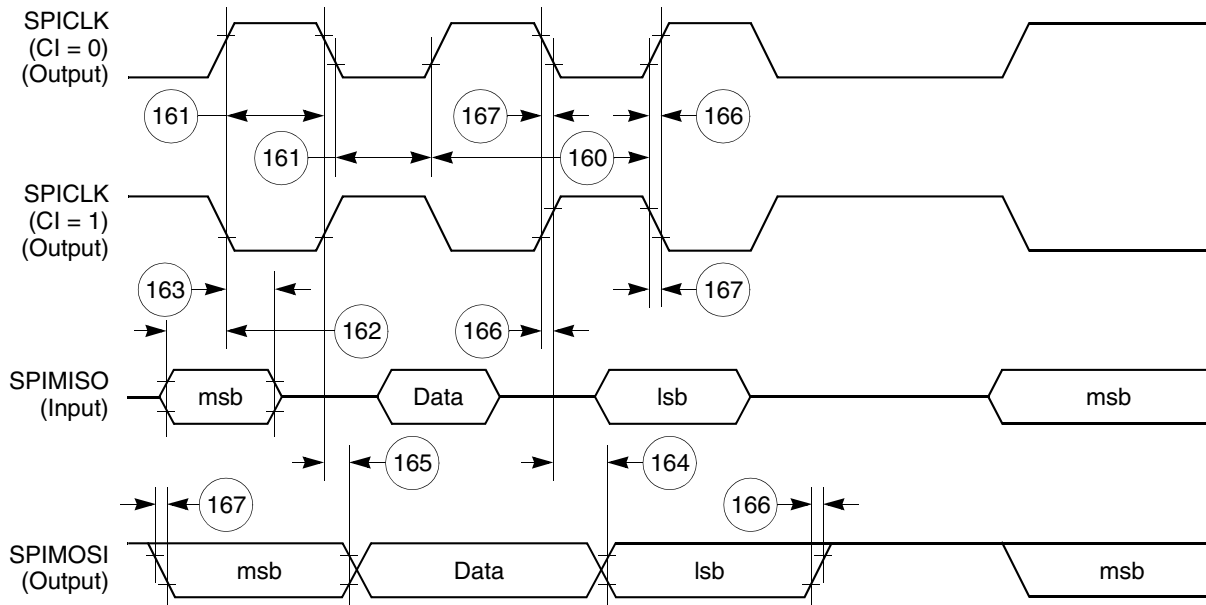 SPICLK
(CI = 0)
(Output)
161
167
166
161
160
SPICLK
(CI = 1)
(Output)
163
167
162
166
SPIMISO
(Input)
msb
Data
lsb
msb
165
164
167
166
SPIMOSI
(Output)
msb
Data
lsb
msb